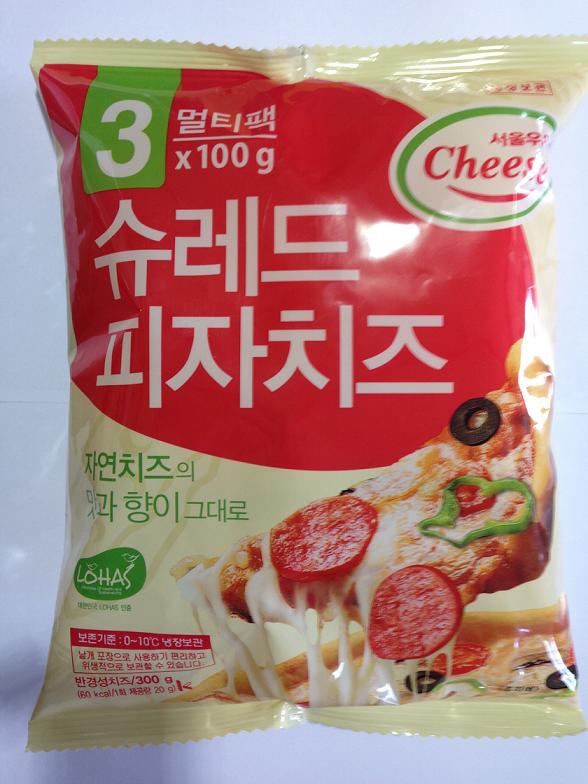 3
멀티팩
x100g
냉장보관
서울우유
Cheese
슈레드
피자치즈
자연치즈의
맛과 향이 그대로
LOHAS
대한민국 LOHAS 인증
보존기준 : 0~10℃ 냉장보관
낱개 포장으로 사용하기 편리하고
위생적으로 보관할 수 있습니다.
반경성치즈/300 g
(60 kcal/1회 제공량 20 g)